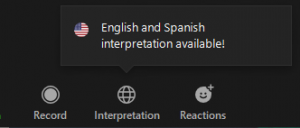 English and Spanish
interpretation available!
Record
Interpretation
Reactions